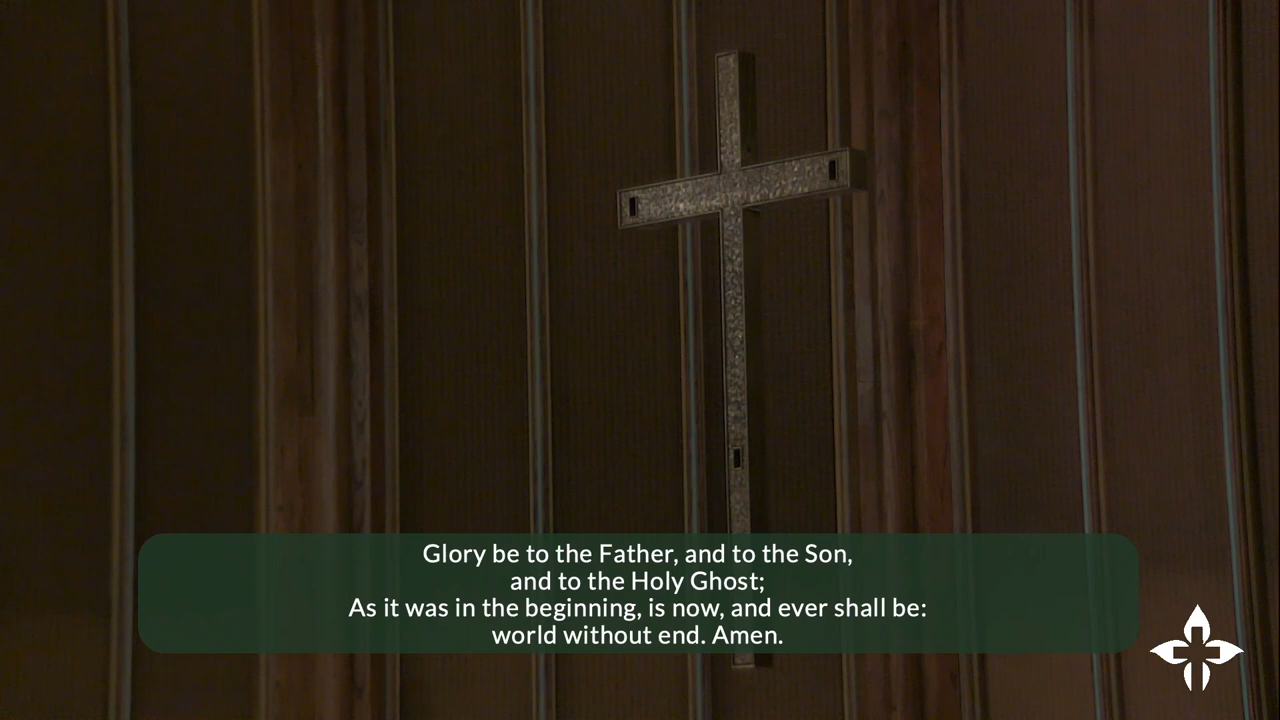 Glory be to the Father, and to the Son,
and to the Holy Ghost;
As it was in the beginning, is now, and ever shall be:
world without end. Amen.